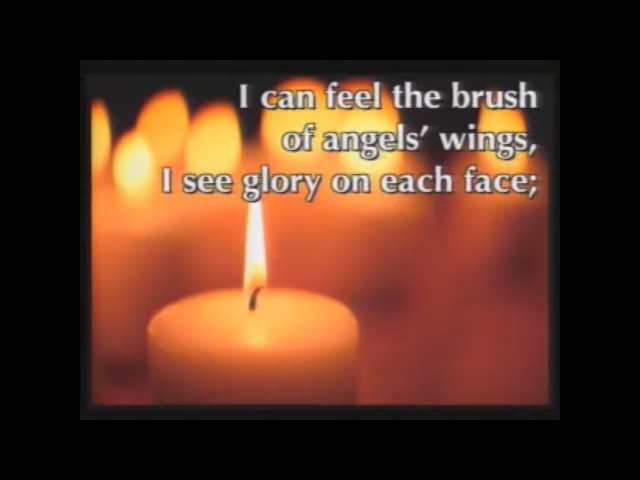 I can feel the brush
of angels’ wings,
I see glory on each face;